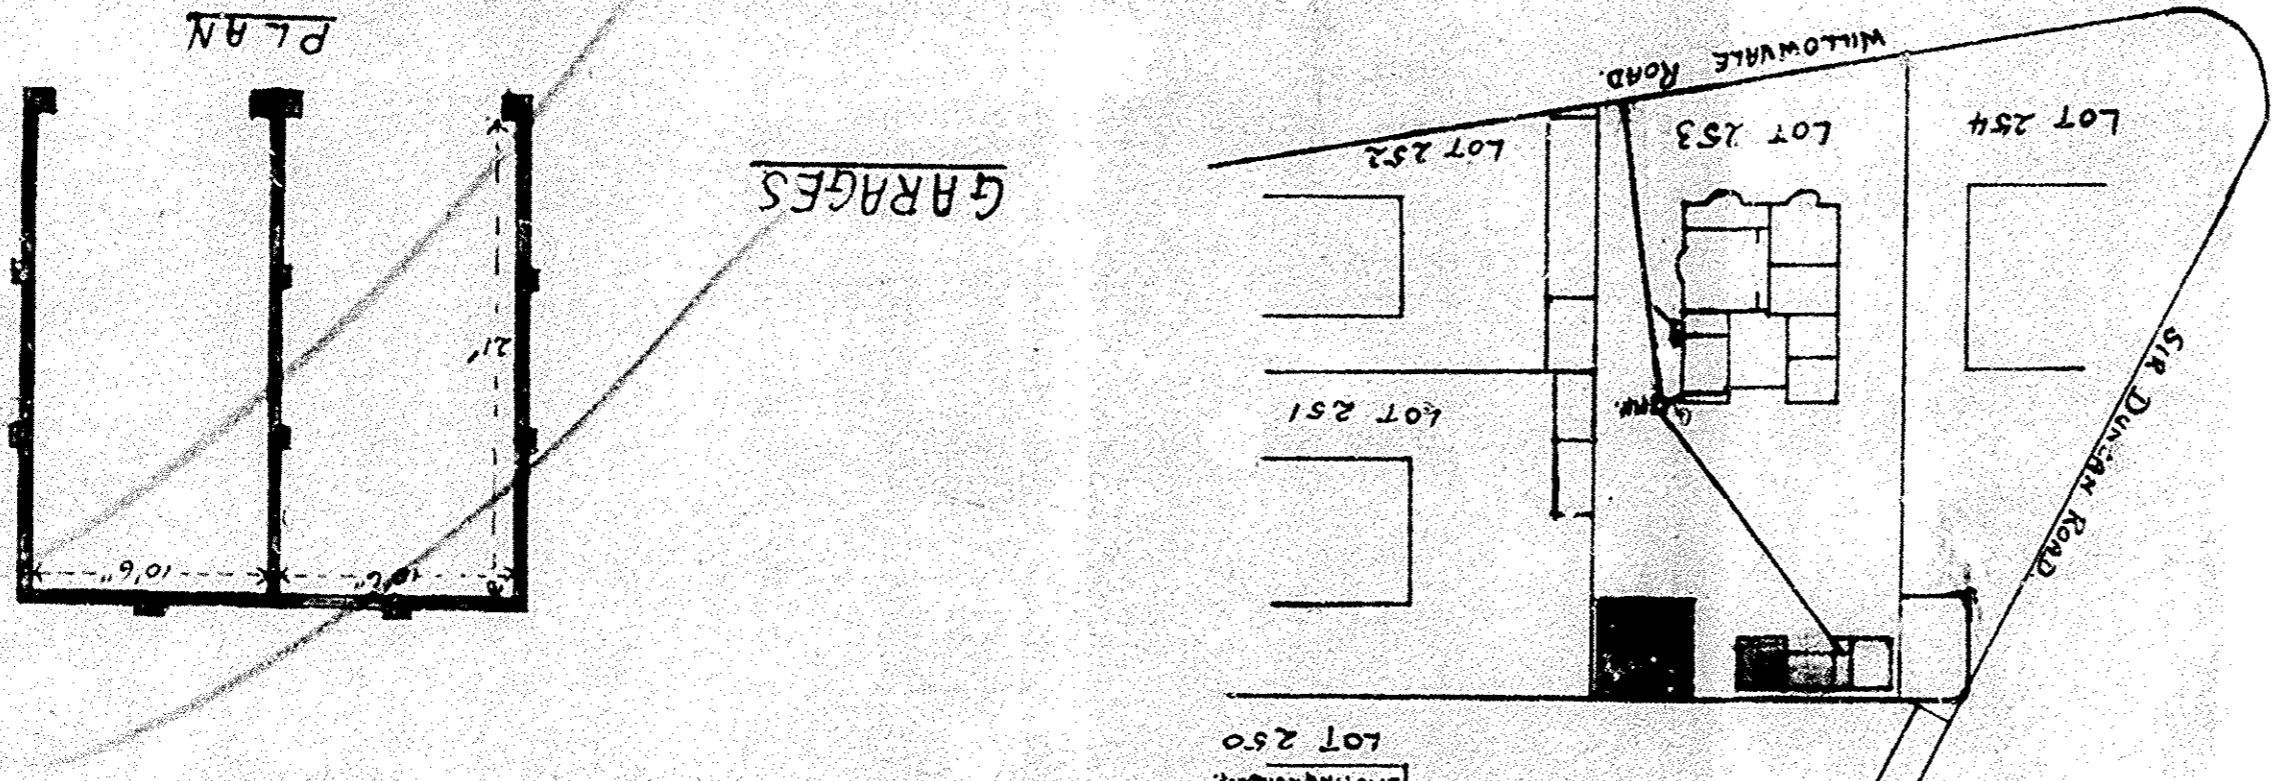 LOT 250
LOT 251
SIR DUNCAN ROAD.
LOT 254
LOT 253
LOT 252
WILLOWVALE ROAD.
10'6"
10'6"
21'
GARAGES
PLAN